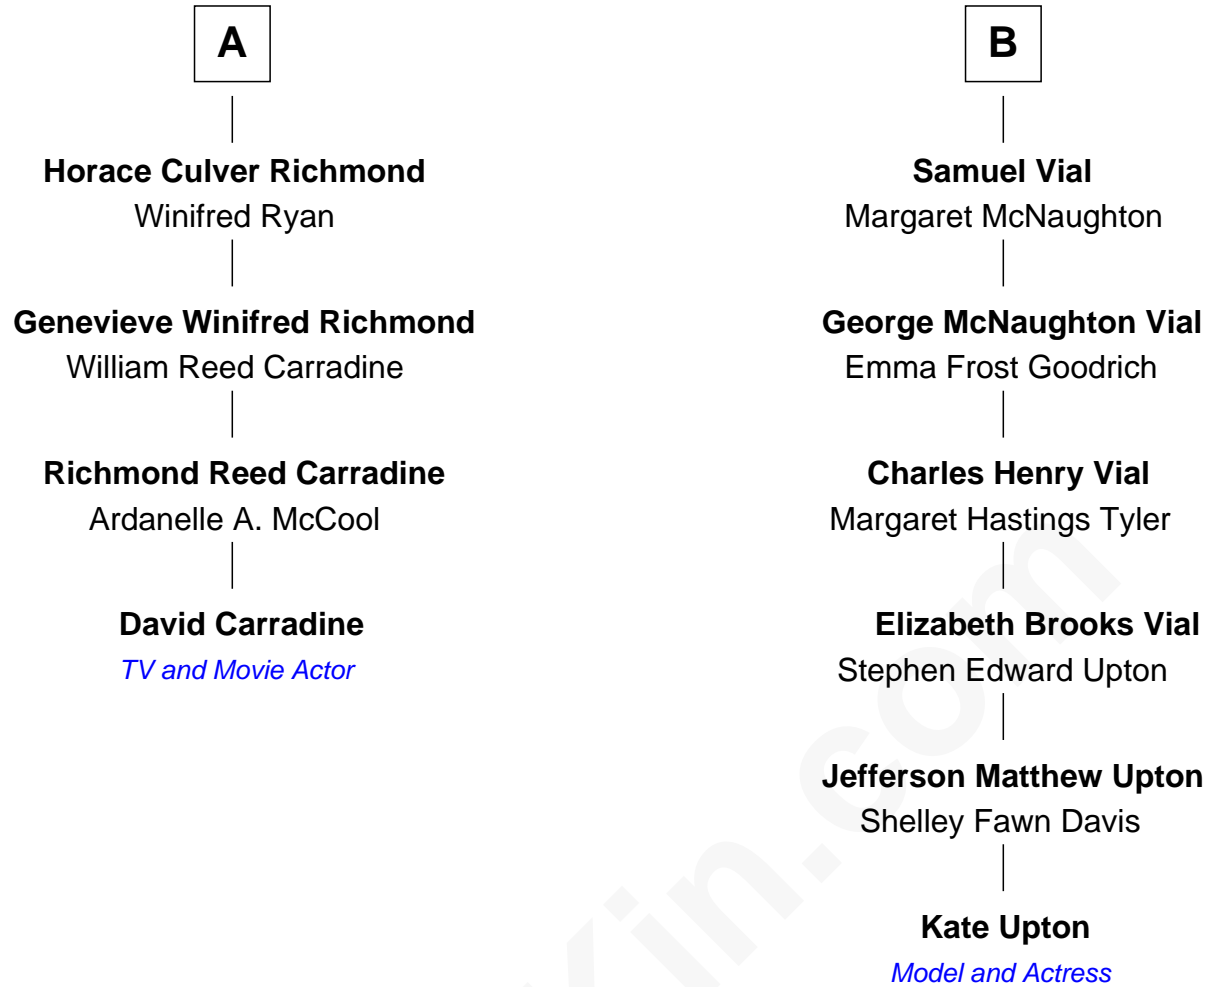 A
Horace Culver Richmond
Winifred Ryan
Genevieve Winifred Richmond
William Reed Carradine
Richmond Reed Carradine
Ardanelle A. McCool
David Carradine
TV and Movie Actor
B
Samuel Vial
Margaret McNaughton
George McNaughton Vial
Emma Frost Goodrich
Charles Henry Vial
Margaret Hastings Tyler
Elizabeth Brooks Vial
Stephen Edward Upton
Jefferson Matthew Upton
Shelley Fawn Davis
Kate Upton
Model and Actress
Kin.com